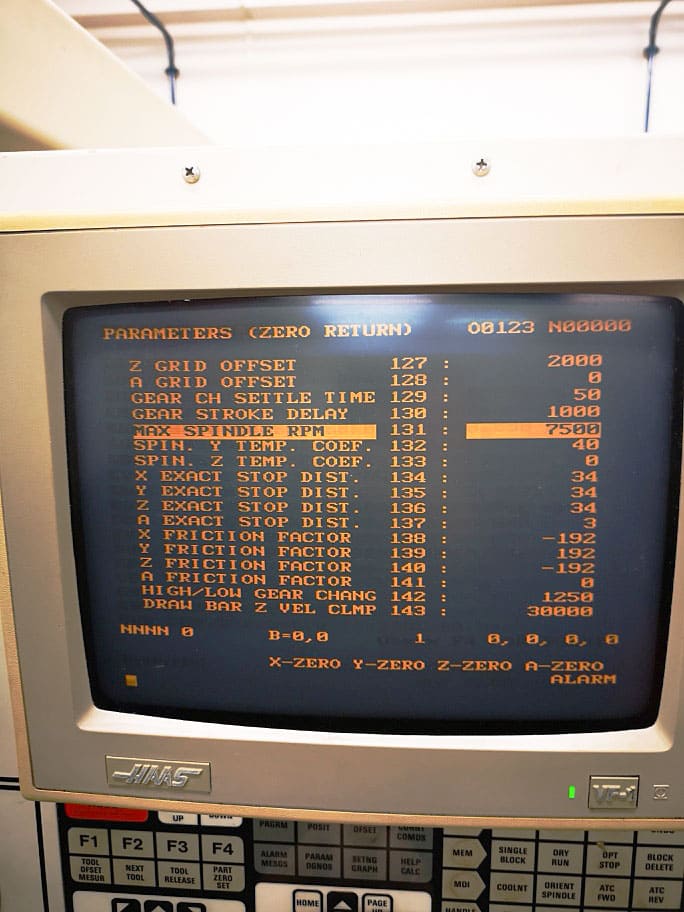 PARAMETERS (ZERO RETURN) O0123 N00000
Z GRID OFFSET 127 : 2000
A GRID OFFSET 128 : 0
GEAR CH SETTLE TIME 129 : 50
GEAR STROKE DELAY 130 : 1000
MAX SPINDLE RPM 131 : 7500
SPIN. Y TEMP. COEF. 132 : 40
SPIN. Z TEMP. COEF. 133 : 0
X EXACT STOP DIST. 134 : 34
Y EXACT STOP DIST. 135 : 34
Z EXACT STOP DIST. 136 : 34
A EXACT STOP DIST. 137 : 3
X FRICTION FACTOR 138 : -192
Y FRICTION FACTOR 139 : 192
Z FRICTION FACTOR 140 : -192
A FRICTION FACTOR 141 : 0
HIGH/LOW GEAR CHANG 142 : 1250
DRAW BAR Z VEL CLMP 143 : 30000
NNNN 0 B=0,0 1 0, 0, 0, 0
X-ZERO Y-ZERO Z-ZERO A-ZERO
ALARM
HAAS VF-1
UP DOWN
PRGRM POSIT OFSET CURNT COMDS
F1 F2 F3 F4
ALARM MESGS PARAM DGNOS SETNG GRAPH HELP CALC
MEM SINGLE BLOCK DRY RUN OPT STOP BLOCK DELETE
TOOL OFSET MESUR NEXT TOOL TOOL RELEASE PART ZERO SET
MDI COOLNT ORIENT SPINDLE ATC FWD ATC REV
HOME PAGE UP
HANDLE